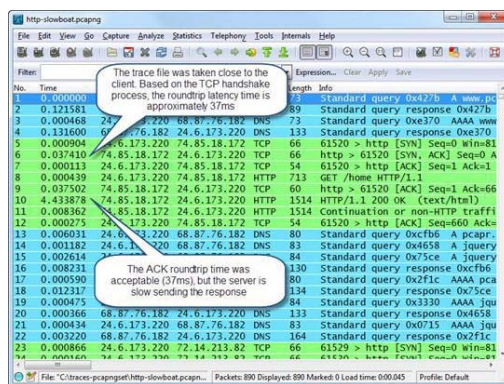 http-slowboat.pcapng
File Edit View Go Capture Analyze Statistics Telephony Tools Internals Help
Filter: Expression... Clear Apply Save
No. Time Length Info
The trace file was taken close to the
client. Based on the TCP handshake
process, the roundtrip latency time is
approximately 37ms
1 0.000000 73 Standard query 0x427b A www.pc
2 0.121581 89 Standard query response 0x427b
3 0.000468 24.6.173.220 68.87.76.182 DNS 73 Standard query 0xe370 AAAA www
4 0.131600 68.87.76.182 24.6.173.220 DNS 133 Standard query response 0xe370
5 0.000904 24.6.173.220 74.85.18.172 TCP 66 61520 > http [SYN] Seq=0 Win=81
6 0.037410 74.85.18.172 24.6.173.220 TCP 66 http > 61520 [SYN, ACK] Seq=0 A
7 0.000113 24.6.173.220 74.85.18.172 TCP 54 61520 > http [ACK] Seq=1 Ack=1
8 0.000439 24.6.173.220 74.85.18.172 HTTP 713 GET /home HTTP/1.1
9 0.037502 74.85.18.172 24.6.173.220 TCP 60 http > 61520 [ACK] Seq=1 Ack=66
10 4.433878 74.85.18.172 24.6.173.220 HTTP 1514 HTTP/1.1 200 OK (text/html)
11 0.008362 74.85.18.172 24.6.173.220 HTTP 1514 Continuation or non-HTTP traffi
12 0.000275 24.6.173.220 74.85.18.172 TCP 54 61520 > http [ACK] Seq=660 Ack=
13 0.006031 24.6.173.220 68.87.76.182 DNS 80 Standard query 0xcfb6 A pcapr.
14 0.001182 24.6.173.220 68.87.76.182 DNS 83 Standard query 0x4658 A jquery
15 0.002614 84 Standard query 0x75ce A jquery
16 0.008231 130 Standard query response 0xcfb6
17 0.000590 80 Standard query 0x2f1c AAAA pca
18 0.012317 134 Standard query response 0x75ce
The ACK roundtrip time was
acceptable (37ms), but the server is
slow sending the response
19 0.000475 84 Standard query 0x3330 A jquery
20 0.000366 68.87.76.182 24.6.173.220 DNS 133 Standard query response 0x4658
21 0.000434 24.6.173.220 68.87.76.182 DNS 83 Standard query 0x0715 AAAA jqu
22 0.003220 68.87.76.182 24.6.173.220 DNS 164 Standard query response 0x2f1c
23 0.000866 24.6.173.220 72.14.213.82 TCP 66 61529 > http [SYN] Seq=0 Win=81
File: "C:\traces-pcapngset\http-slowboat.pcapn... Packets: 890 Displayed: 890 Marked: 0 Load time: 0:00.045 Profile: Default